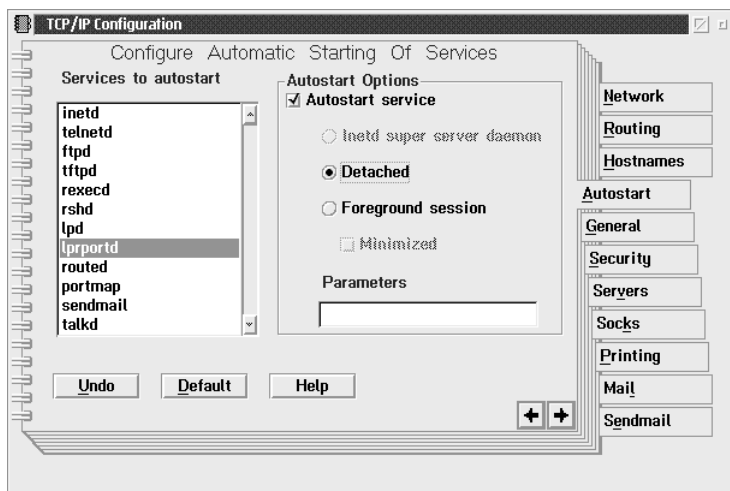 TCP/IP Configuration
Configure Automatic Starting Of Services
Services to autostart
inetd
telnetd
ftpd
tftpd
rexecd
rshd
lpd
lprportd
routed
portmap
sendmail
talkd
Autostart Options
Autostart service
Inetd super server daemon
Detached
Foreground session
Minimized
Parameters
Undo
Default
Help
Network
Routing
Hostnames
Autostart
General
Security
Servers
Socks
Printing
Mail
Sendmail